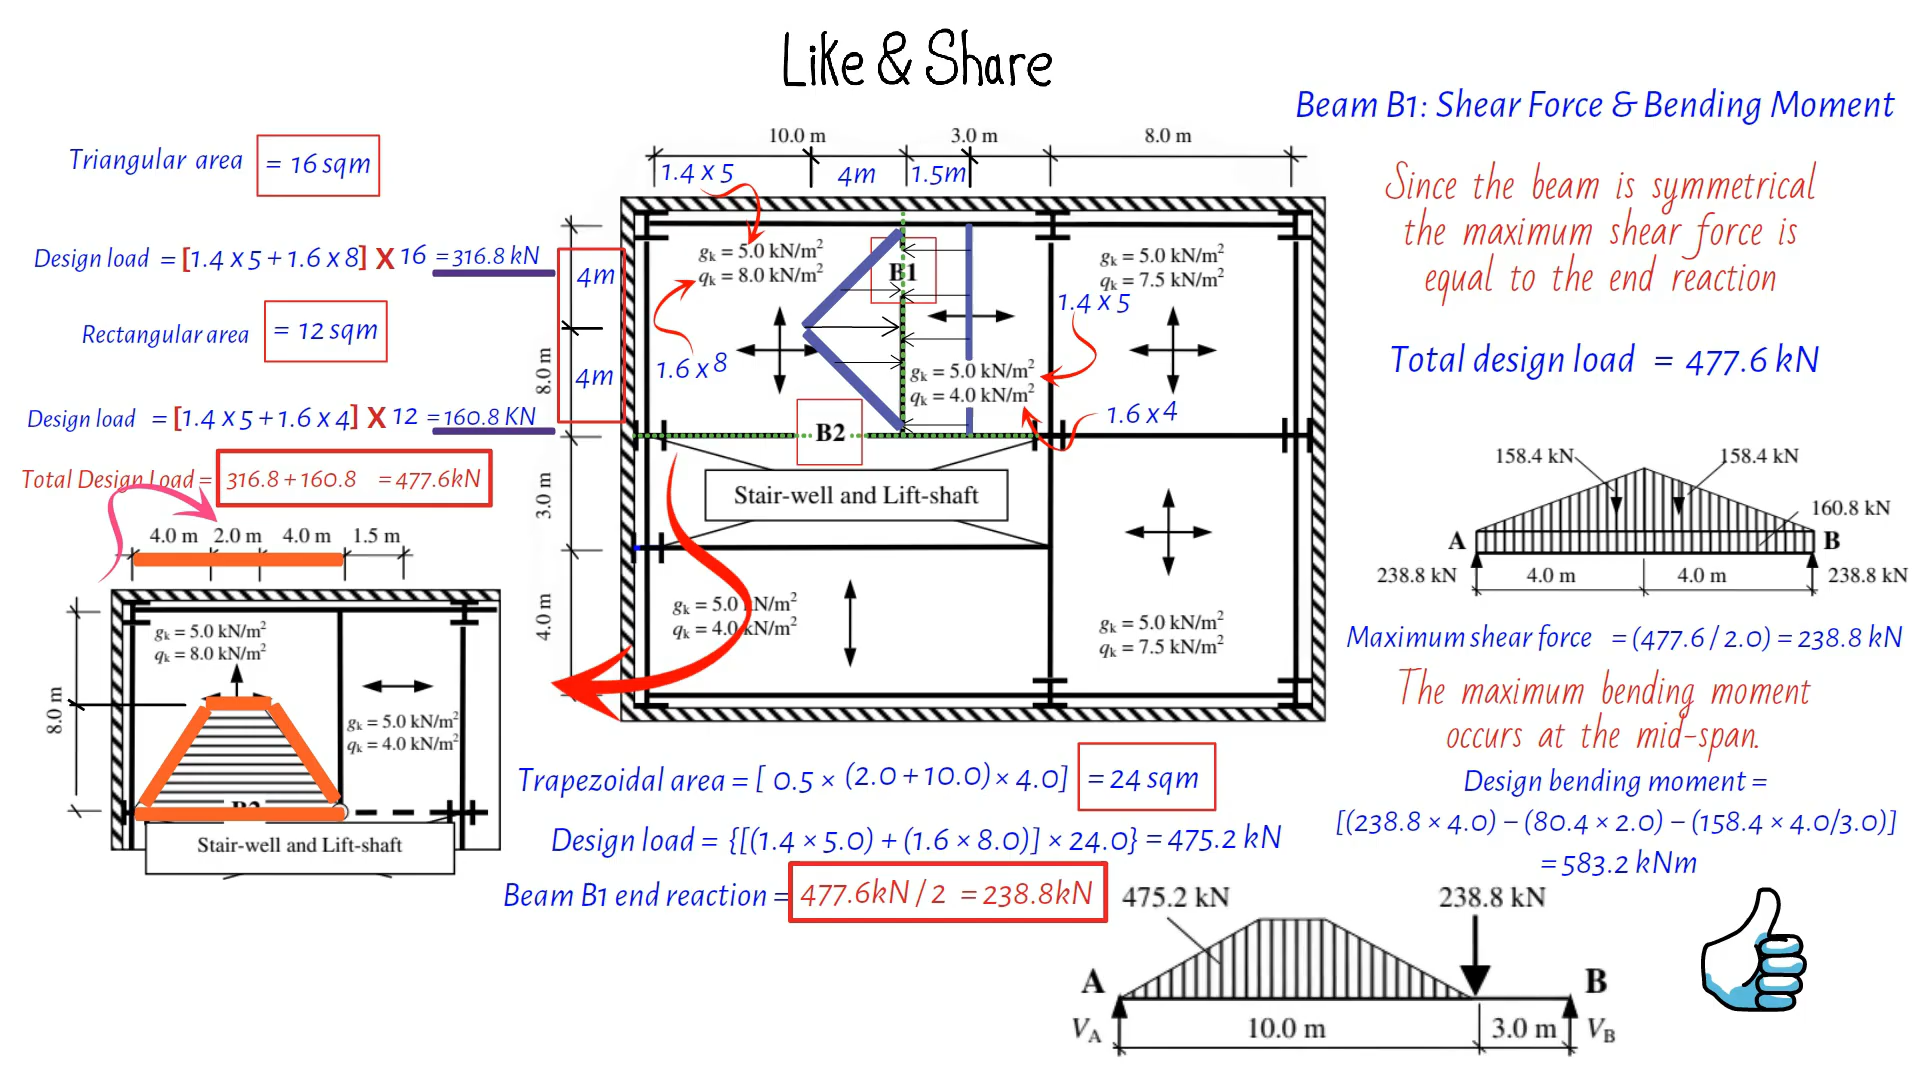 Like & Share
Beam B1: Shear Force & Bending Moment
Triangular area = 16 sqm
Design load = [1.4 x 5 + 1.6 x 8] X 16 = 316.8 kN
Rectangular area = 12 sqm
Design load = [1.4 x 5 + 1.6 x 4] X 12 = 160.8 KN
Total Design Load = 316.8 + 160.8 = 477.6kN
4.0 m 2.0 m 4.0 m 1.5 m
8.0 m
gk = 5.0 kN/m²
qk = 8.0 kN/m²
gk = 5.0 kN/m²
qk = 4.0 kN/m²
B2
Stair-well and Lift-shaft
10.0 m 3.0 m 8.0 m
1.4 x 5 4m 1.5m
4m
4m
8.0 m
3.0 m
4.0 m
gk = 5.0 kN/m²
qk = 8.0 kN/m²
1.6 x 8
B1
gk = 5.0 kN/m²
qk = 7.5 kN/m²
1.4 x 5
gk = 5.0 kN/m²
qk = 4.0 kN/m²
1.6 x 4
B2
Stair-well and Lift-shaft
gk = 5.0 kN/m²
qk = 4.0 kN/m²
gk = 5.0 kN/m²
qk = 7.5 kN/m²
Trapezoidal area = [ 0.5 × (2.0 + 10.0) × 4.0] = 24 sqm
Design load = {[(1.4 × 5.0) + (1.6 × 8.0)] × 24.0} = 475.2 kN
Beam B1 end reaction = 477.6kN / 2 = 238.8kN
Since the beam is symmetrical
the maximum shear force is
equal to the end reaction
Total design load = 477.6 kN
158.4 kN 158.4 kN
160.8 kN
A B
238.8 kN 4.0 m 4.0 m 238.8 kN
Maximum shear force = (477.6 / 2.0) = 238.8 kN
The maximum bending moment
occurs at the mid-span.
Design bending moment =
[(238.8 × 4.0) – (80.4 × 2.0) – (158.4 × 4.0/3.0)]
= 583.2 kNm
475.2 kN 238.8 kN
A B
VA 10.0 m 3.0 m VB